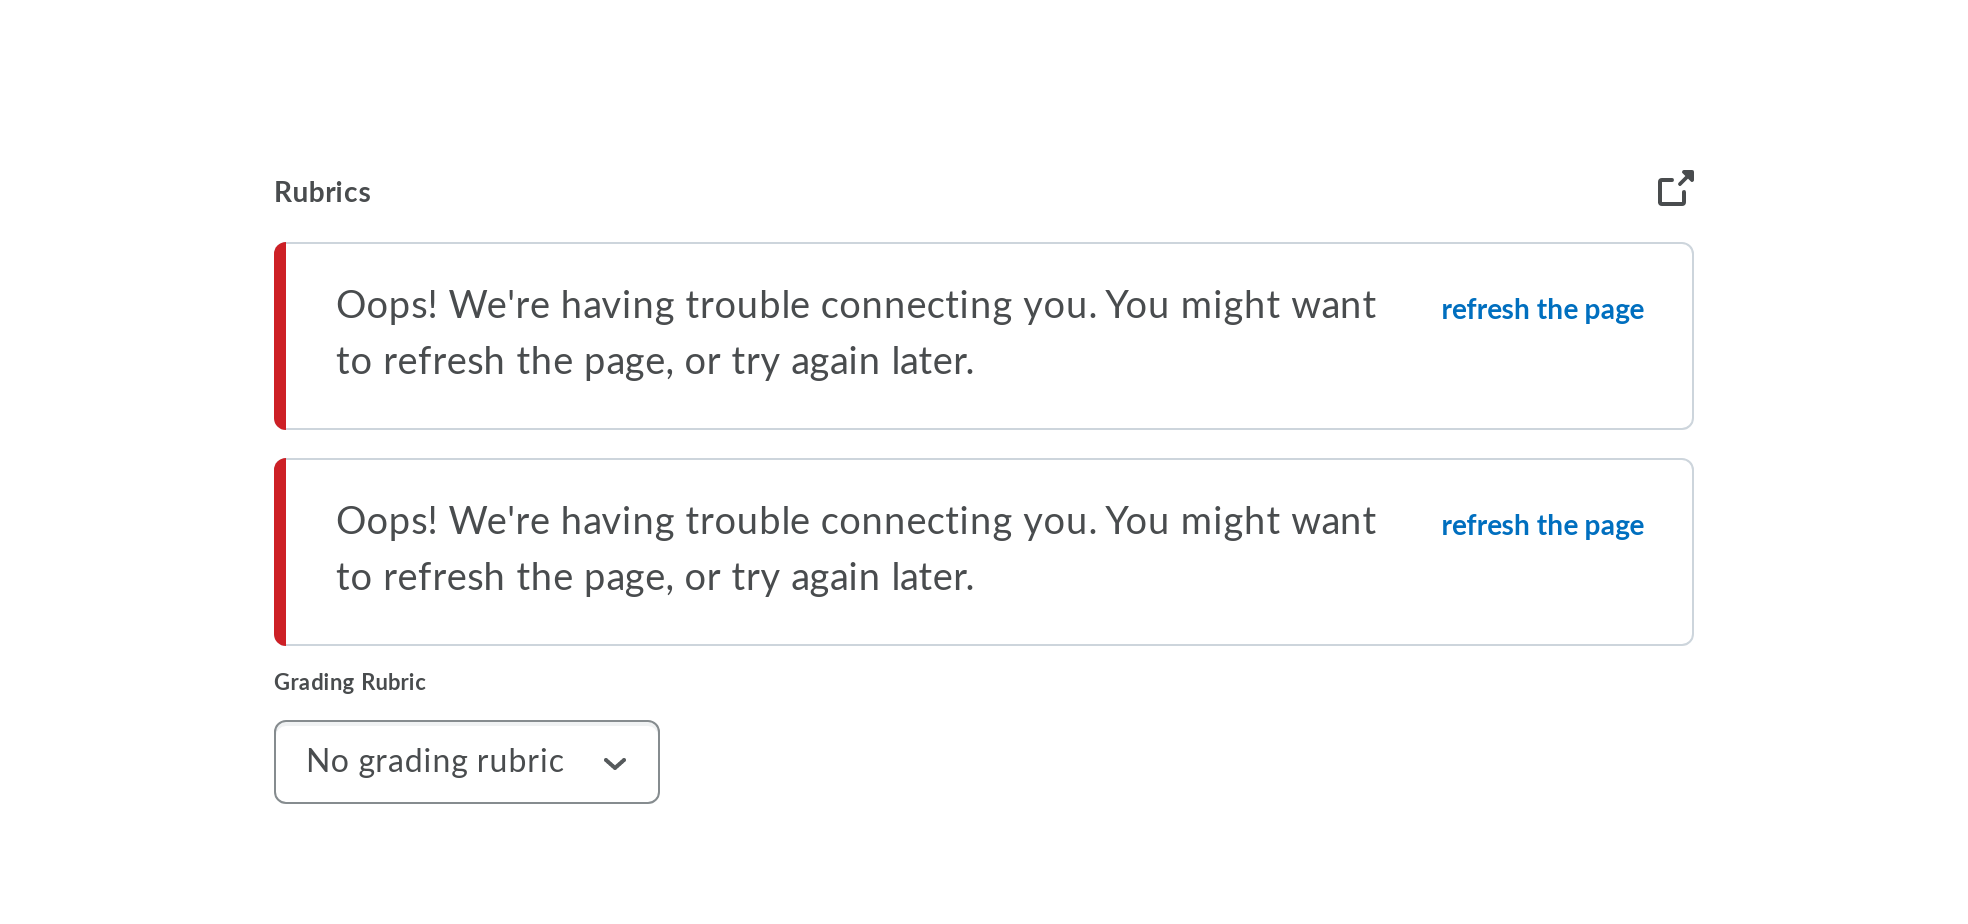 Rubrics
Oops! We're having trouble connecting you. You might want
to refresh the page, or try again later.
refresh the page
Oops! We're having trouble connecting you. You might want
to refresh the page, or try again later.
refresh the page
Grading Rubric
No grading rubric